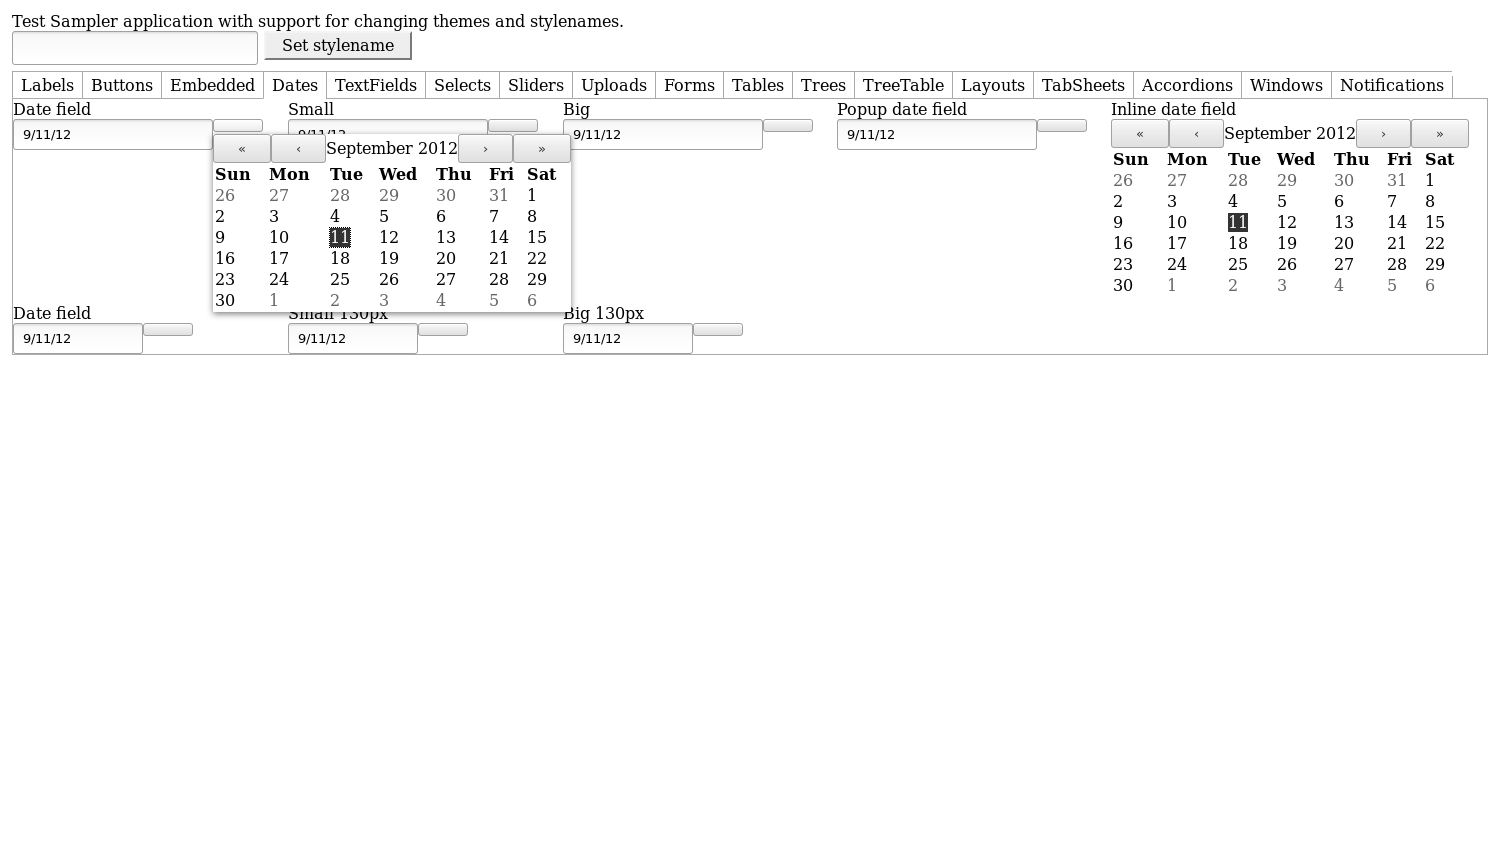 Test Sampler application with support for changing themes and stylenames.
Set stylename
Labels Buttons Embedded Dates TextFields Selects Sliders Uploads Forms Tables Trees TreeTable Layouts TabSheets Accordions Windows Notifications
Date field Small Big Popup date field Inline date field
9/11/12 9/11/12 9/11/12 9/11/12
« ‹ September 2012 › »
Sun Mon Tue Wed Thu Fri Sat
26 27 28 29 30 31 1
2 3 4 5 6 7 8
9 10 11 12 13 14 15
16 17 18 19 20 21 22
23 24 25 26 27 28 29
30 1 2 3 4 5 6
« ‹ September 2012 › »
Sun Mon Tue Wed Thu Fri Sat
26 27 28 29 30 31 1
2 3 4 5 6 7 8
9 10 11 12 13 14 15
16 17 18 19 20 21 22
23 24 25 26 27 28 29
30 1 2 3 4 5 6
Date field Small 130px Big 130px
9/11/12 9/11/12 9/11/12